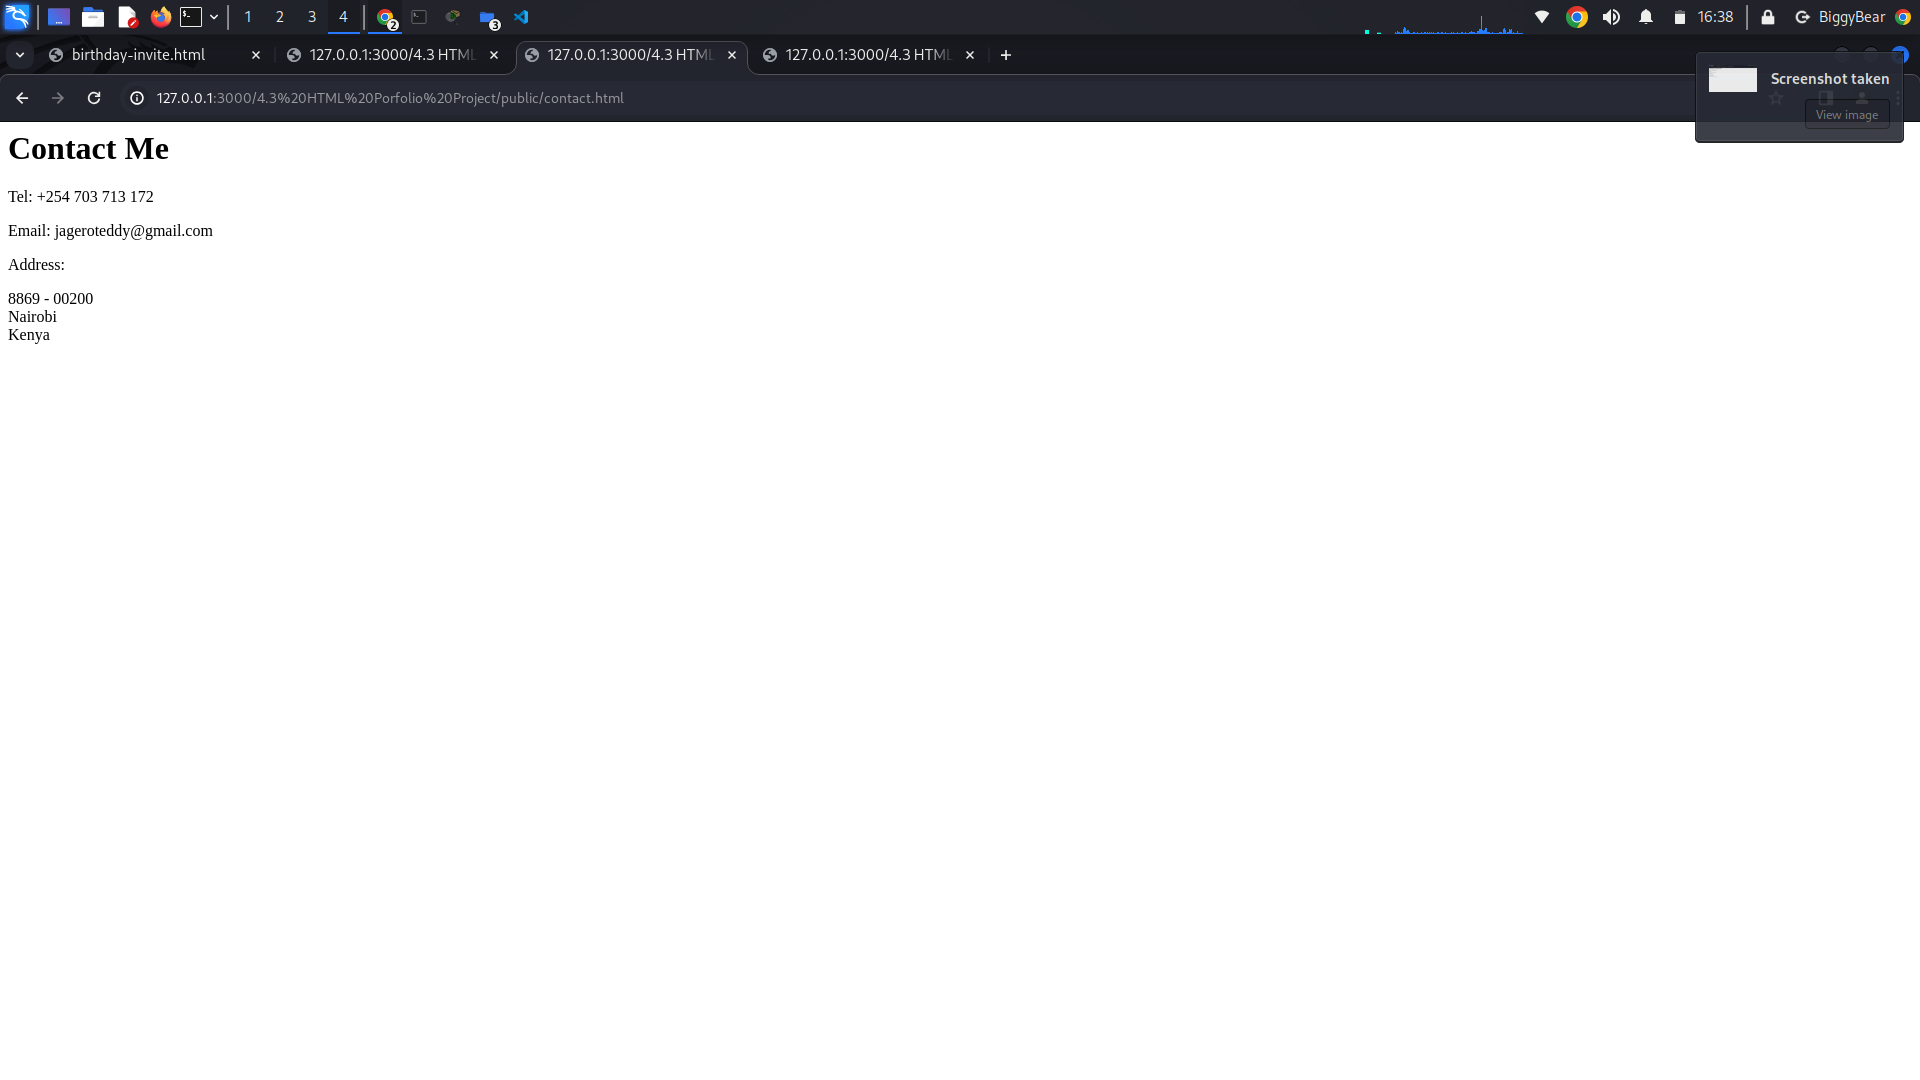 1 2 3 4 2 3 16:38 BiggyBear
birthday-invite.html
127.0.0.1:3000/4.3 HTML
127.0.0.1:3000/4.3 HTML
127.0.0.1:3000/4.3 HTML
127.0.0.1:3000/4.3%20HTML%20Porfolio%20Project/public/contact.html
Screenshot taken
View image
Contact Me
Tel: +254 703 713 172
Email: jageroteddy@gmail.com
Address:
8869 - 00200
Nairobi
Kenya